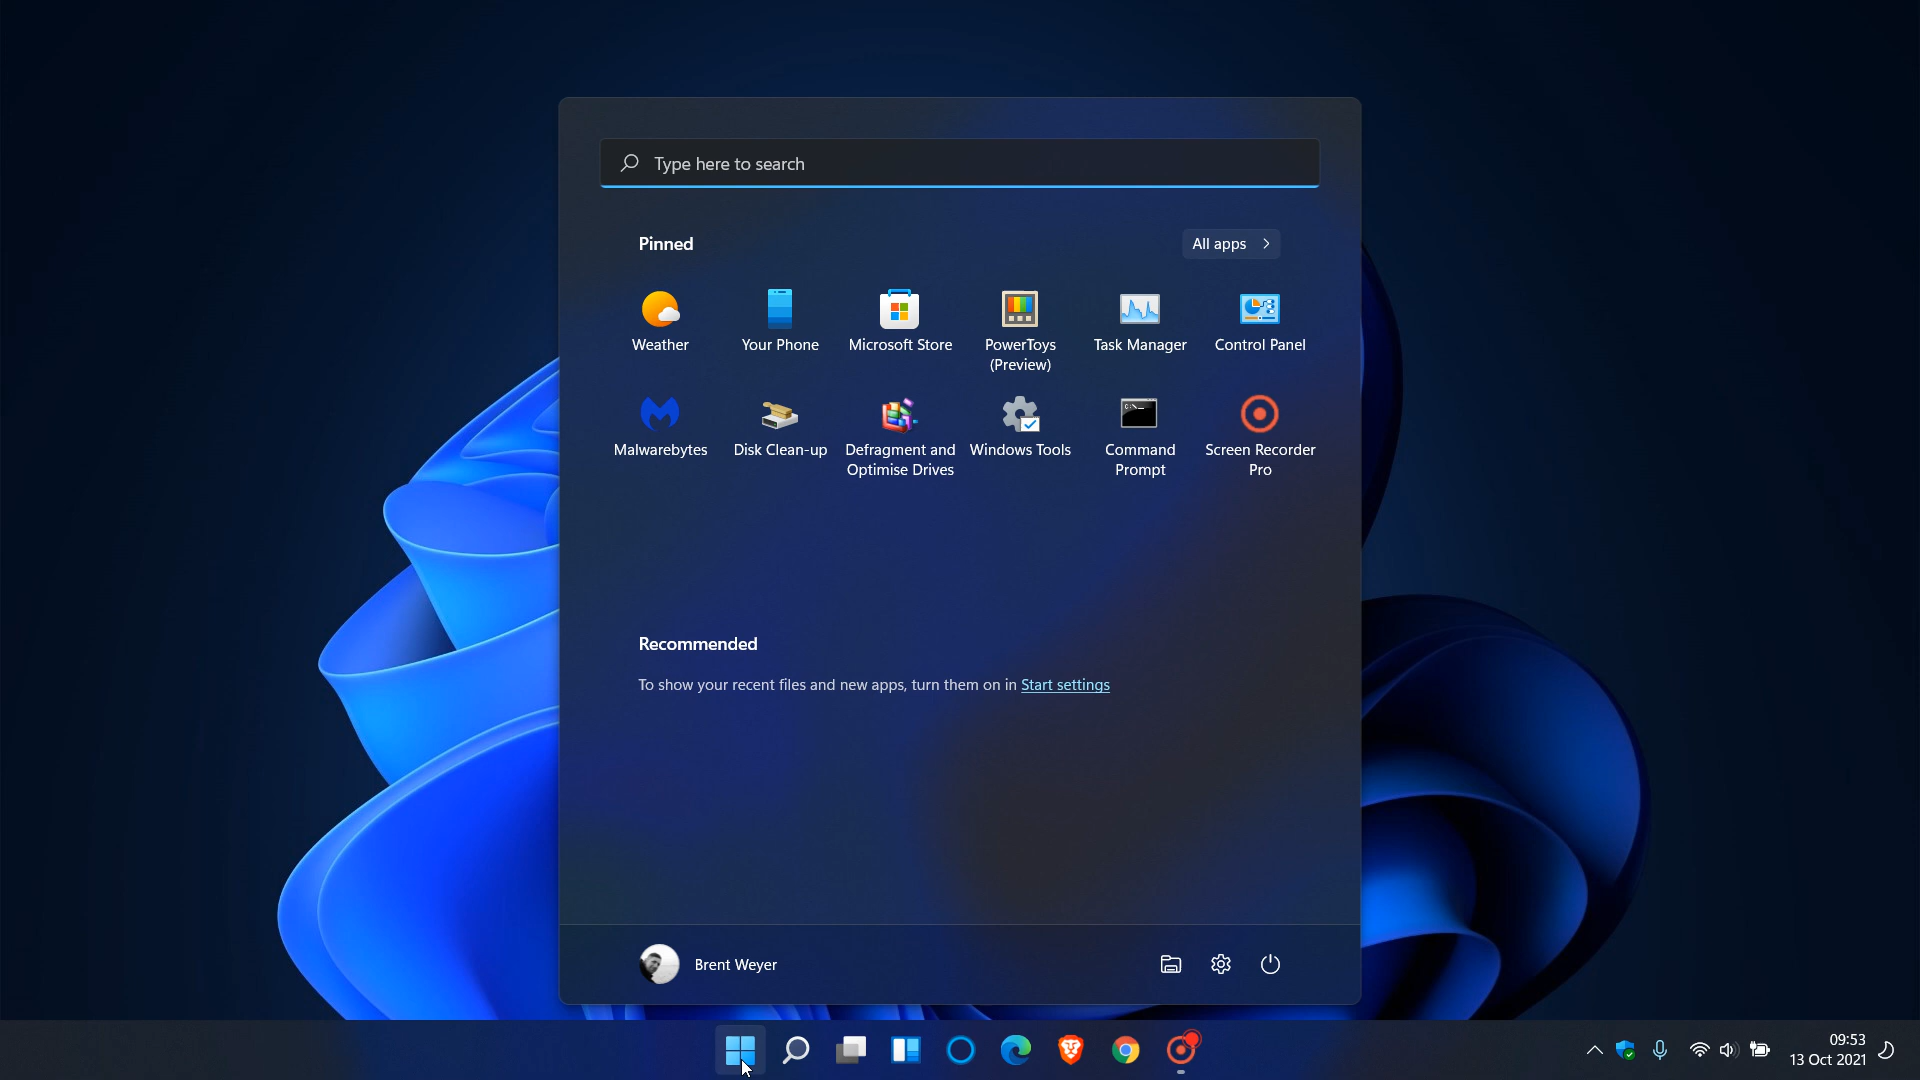 Type here to search
Pinned
All apps
Weather
Your Phone
Microsoft Store
PowerToys
(Preview)
Task Manager
Control Panel
Malwarebytes
Disk Clean-up
Defragment and
Optimise Drives
Windows Tools
Command
Prompt
Screen Recorder
Pro
Recommended
To show your recent files and new apps, turn them on in Start settings
Brent Weyer
09:53
13 Oct 2021